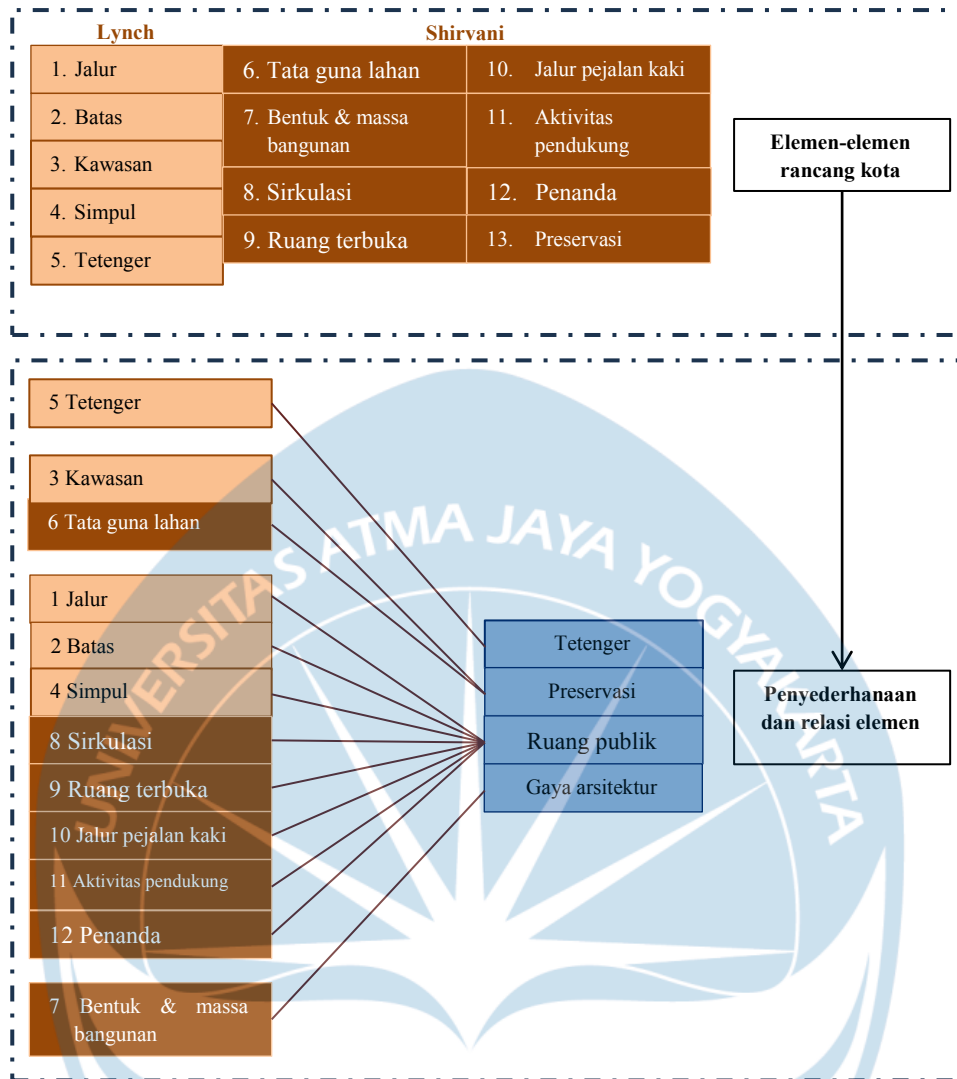 Lynch
Shirvani
1. Jalur
2. Batas
3. Kawasan
4. Simpul
5. Tetenger
6. Tata guna lahan
7. Bentuk & massa
bangunan
8. Sirkulasi
9. Ruang terbuka
10. Jalur pejalan kaki
11. Aktivitas
pendukung
12. Penanda
13. Preservasi
Elemen-elemen
rancang kota
5 Tetenger
3 Kawasan
6 Tata guna lahan
1 Jalur
2 Batas
4 Simpul
8 Sirkulasi
9 Ruang terbuka
10 Jalur pejalan kaki
11 Aktivitas pendukung
12 Penanda
7 Bentuk & massa
bangunan
Tetenger
Preservasi
Ruang publik
Gaya arsitektur
Penyederhanaan
dan relasi elemen
UNIVERSITAS ATMA JAYA YOGYAKARTA